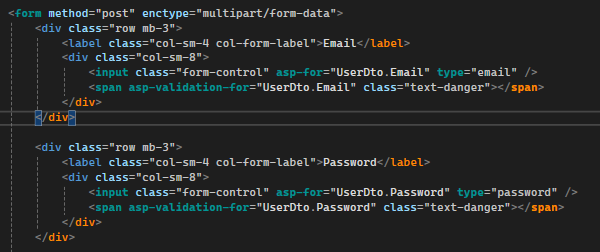 <form method="post" enctype="multipart/form-data">
<div class="row mb-3">
<label class="col-sm-4 col-form-label">Email</label>
<div class="col-sm-8">
<input class="form-control" asp-for="UserDto.Email" type="email" />
<span asp-validation-for="UserDto.Email" class="text-danger"></span>
</div>
</div>
<div class="row mb-3">
<label class="col-sm-4 col-form-label">Password</label>
<div class="col-sm-8">
<input class="form-control" asp-for="UserDto.Password" type="password" />
<span asp-validation-for="UserDto.Password" class="text-danger"></span>
</div>
</div>